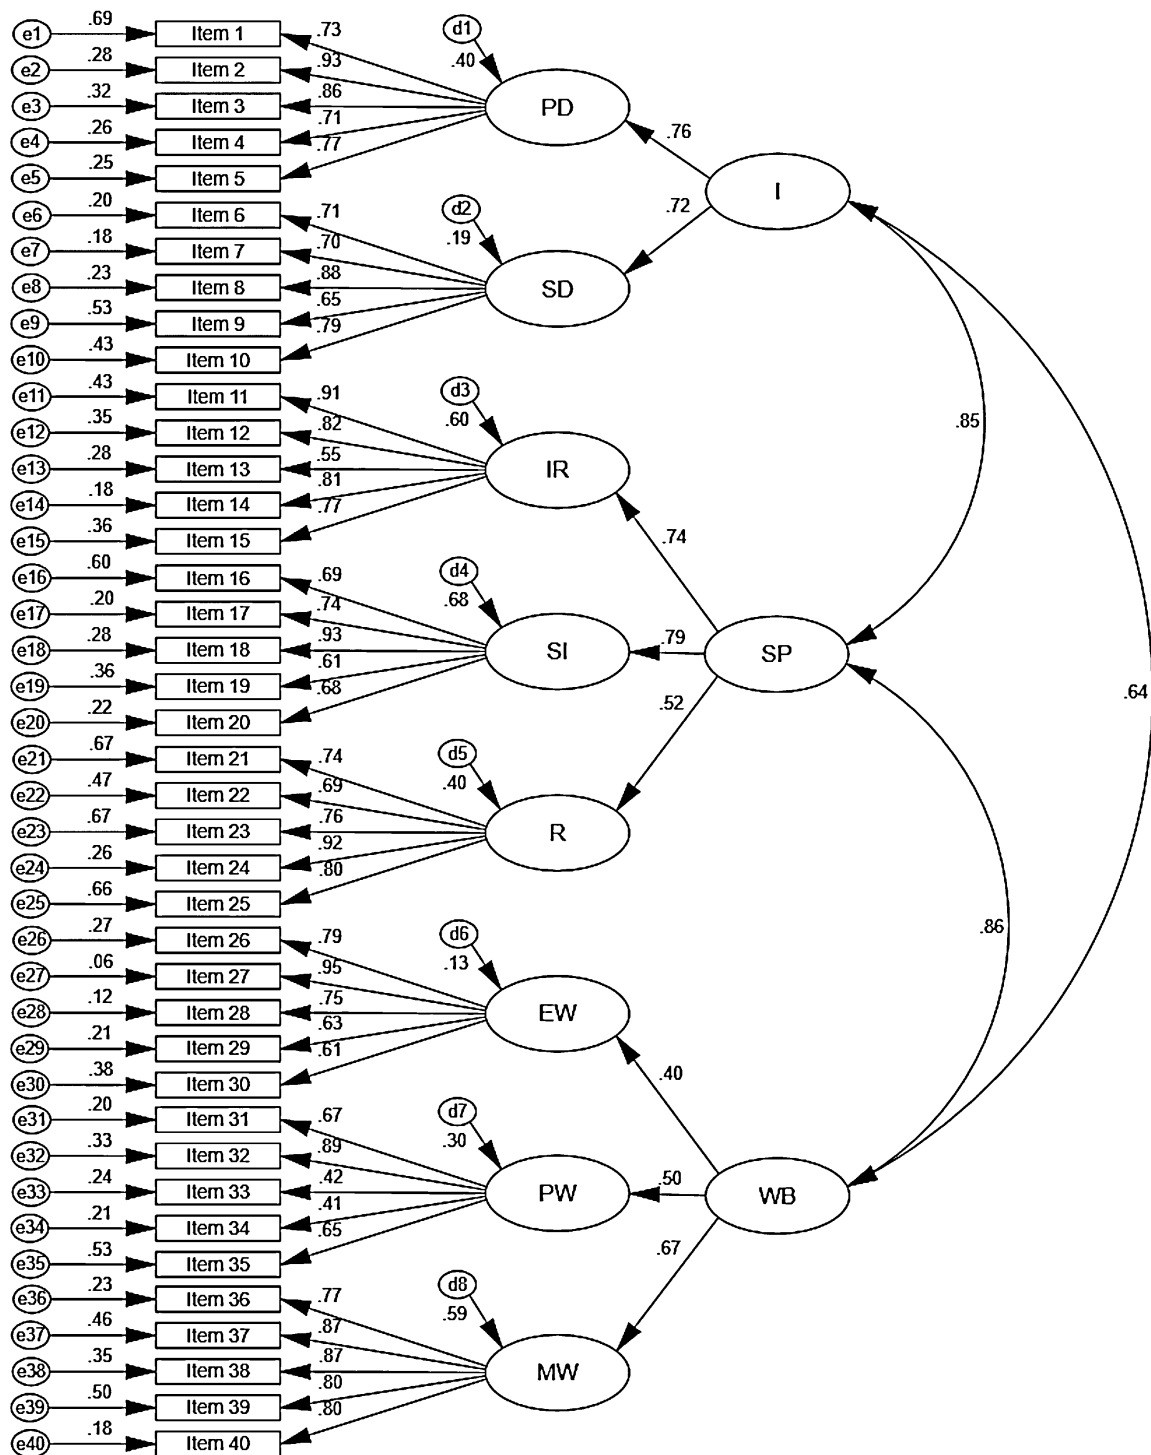 e1 .69 Item 1 .73 d1
e2 .28 Item 2 .93 .40
e3 .32 Item 3 .86 PD
e4 .26 Item 4 .71 .76
e5 .25 Item 5 .77 I
e6 .20 Item 6 .71 d2 .72
e7 .18 Item 7 .70 .19
e8 .23 Item 8 .88 SD
e9 .53 Item 9 .65
e10 .43 Item 10 .79
e11 .43 Item 11 .91 d3
e12 .35 Item 12 .82 .60 .85
e13 .28 Item 13 .55 IR
e14 .18 Item 14 .81
e15 .36 Item 15 .77 .74
e16 .60 Item 16 .69 d4
e17 .20 Item 17 .74 .68
e18 .28 Item 18 .93 SI .79 SP
e19 .36 Item 19 .61 .64
e20 .22 Item 20 .68 .52
e21 .67 Item 21 .74 d5
e22 .47 Item 22 .69 .40
e23 .67 Item 23 .76 R
e24 .26 Item 24 .92
e25 .66 Item 25 .80
e26 .27 Item 26 .79 d6 .86
e27 .06 Item 27 .95 .13
e28 .12 Item 28 .75 EW
e29 .21 Item 29 .63
e30 .38 Item 30 .61 .40
e31 .20 Item 31 .67 d7
e32 .33 Item 32 .89 .30
e33 .24 Item 33 .42 PW .50 WB
e34 .21 Item 34 .41
e35 .53 Item 35 .65 .67
e36 .23 Item 36 .77 d8
e37 .46 Item 37 .87 .59
e38 .35 Item 38 .87 MW
e39 .50 Item 39 .80
e40 .18 Item 40 .80